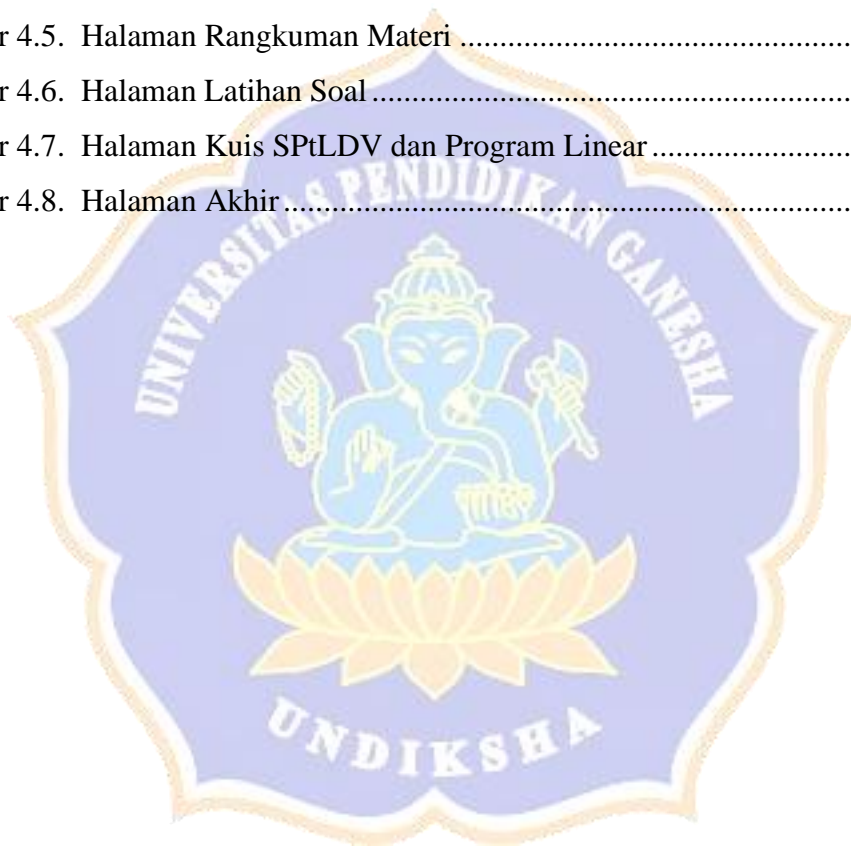 r 4.5. Halaman Rangkuman Materi ................................................
r 4.6. Halaman Latihan Soal ............................................................
r 4.7. Halaman Kuis SPtLDV dan Program Linear .........................
r 4.8. Halaman Akhir .......................................................................
UNIVERSITAS PENDIDIKAN GANESHA
UNDIKSHA